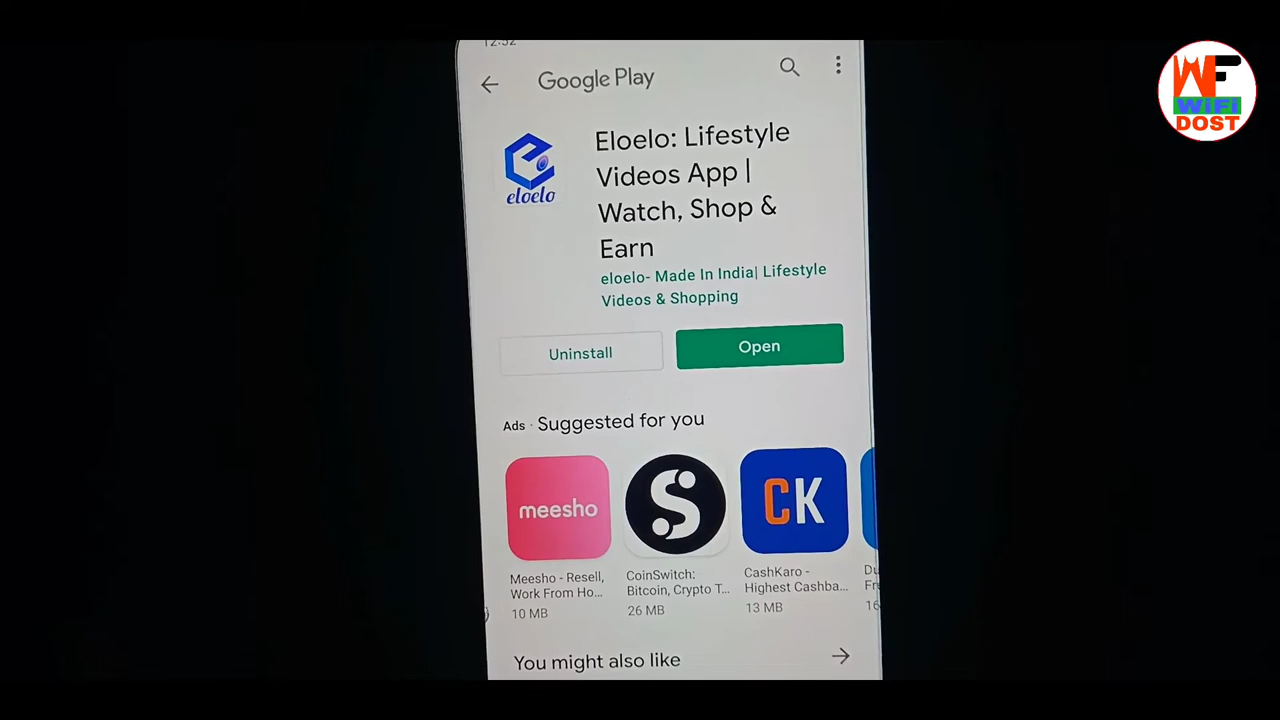 12:52
Google Play
Eloelo: Lifestyle
Videos App |
Watch, Shop &
Earn
eloelo
eloelo- Made In India| Lifestyle
Videos & Shopping
Uninstall
Open
Ads · Suggested for you
meesho
S
CK
Meesho - Resell,
Work From Ho...
10 MB
CoinSwitch:
Bitcoin, Crypto T...
26 MB
CashKaro -
Highest Cashba...
13 MB
You might also like
WF
WiFi
DOST